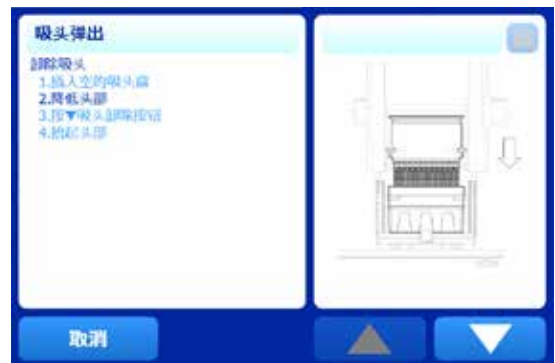 吸头弹出
卸除吸头
1.插入空的吸头盒
2.降低头部
3.按▼吸头卸除按钮
4.抬起头部
取消